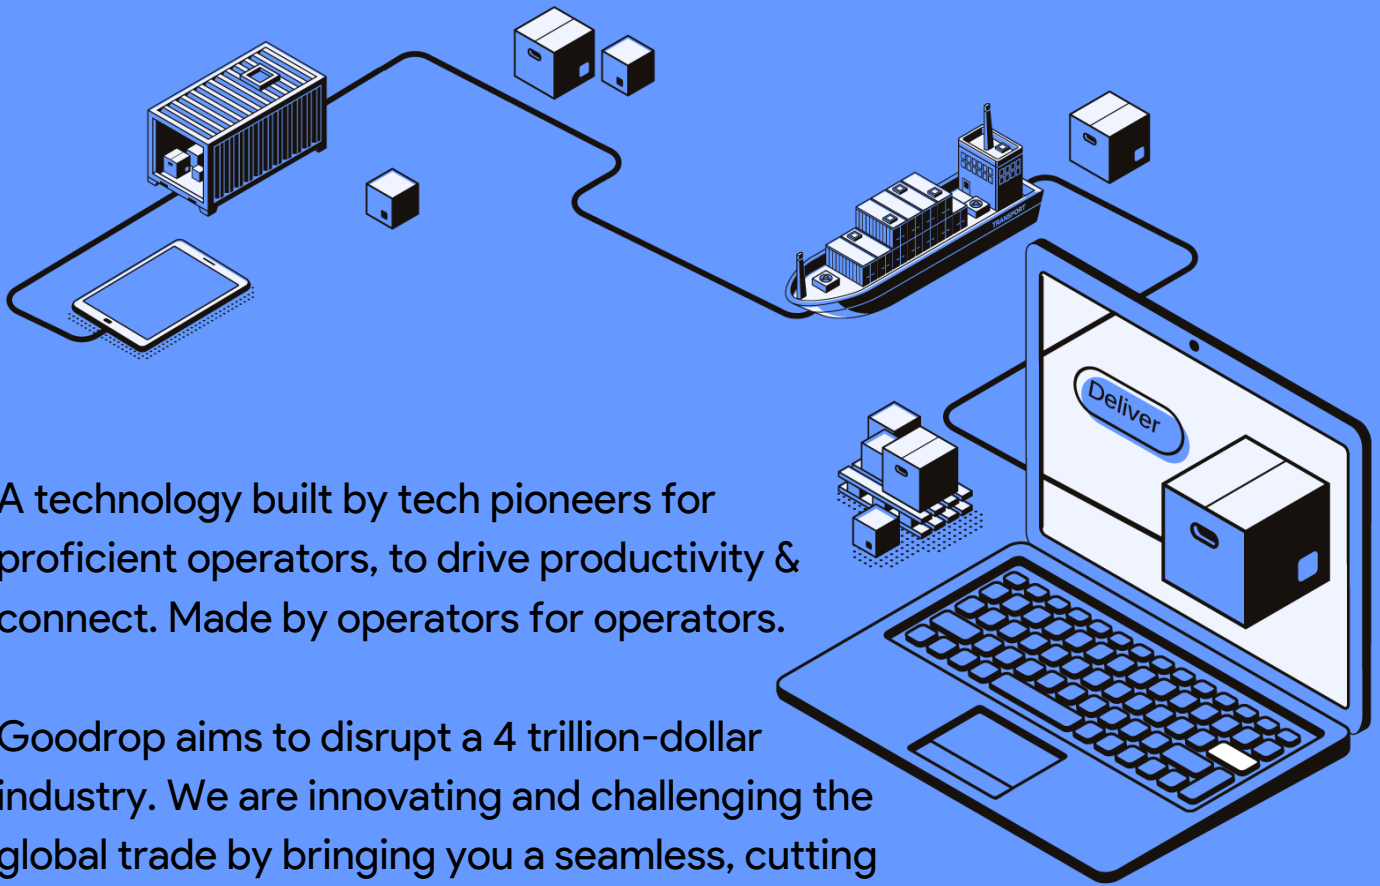 TRANSPORT
Deliver
A technology built by tech pioneers for
proficient operators, to drive productivity &
connect. Made by operators for operators.
Goodrop aims to disrupt a 4 trillion-dollar
industry. We are innovating and challenging the
global trade by bringing you a seamless, cutting